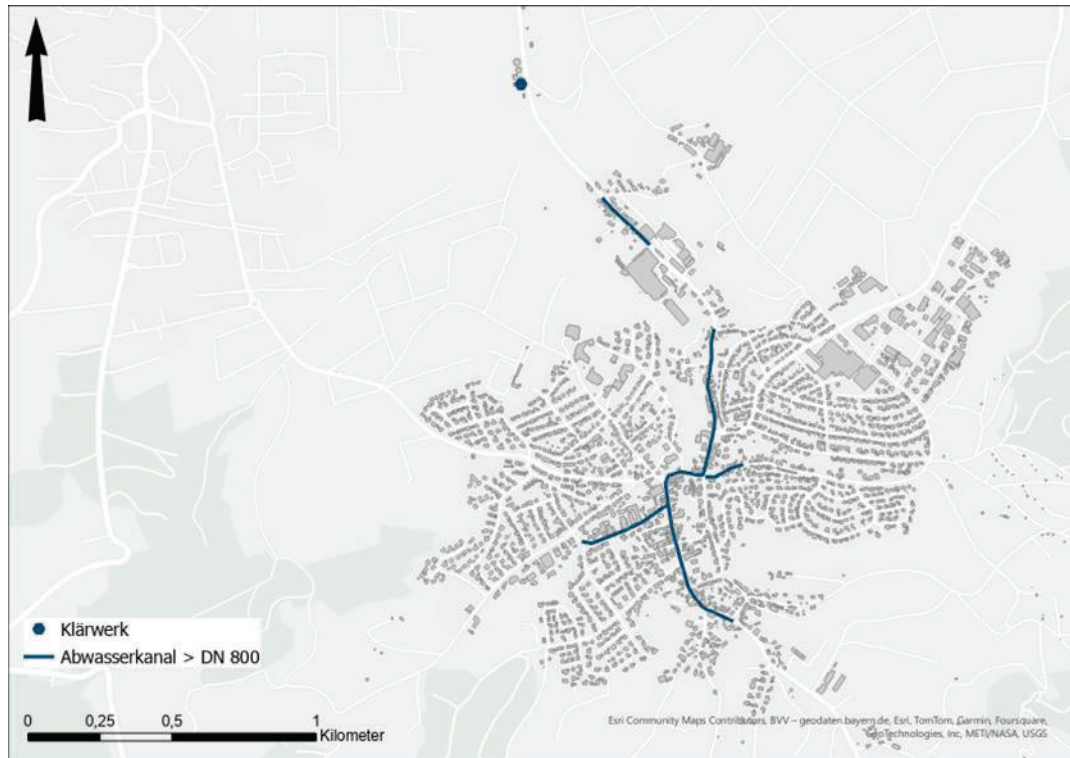 Klärwerk
Abwasserkanal > DN 800
0 0,25 0,5 1
Kilometer
Esri Community Maps Contributors, BVV – geodaten.bayern.de, Esri, TomTom, Garmin, Foursquare,
GeoTechnologies, Inc, METI/NASA, USGS